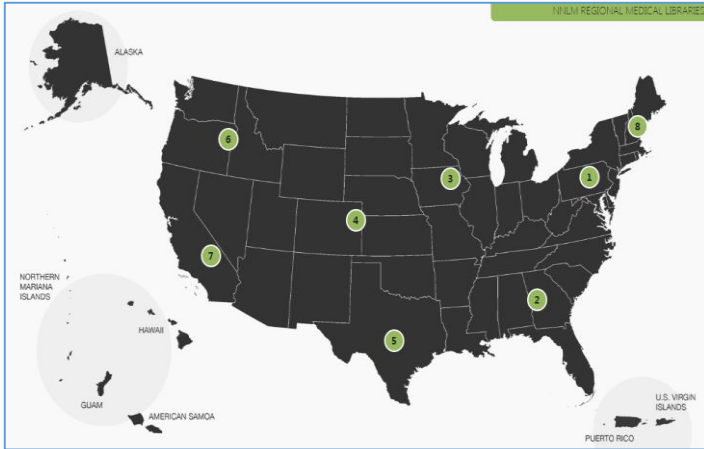 NNLM REGIONAL MEDICAL LIBRARIES
ALASKA
8
6
1
3
4
7
NORTHERN
MARIANA
ISLANDS
2
HAWAII
5
U.S. VIRGIN
ISLANDS
GUAM
AMERICAN SAMOA
PUERTO RICO